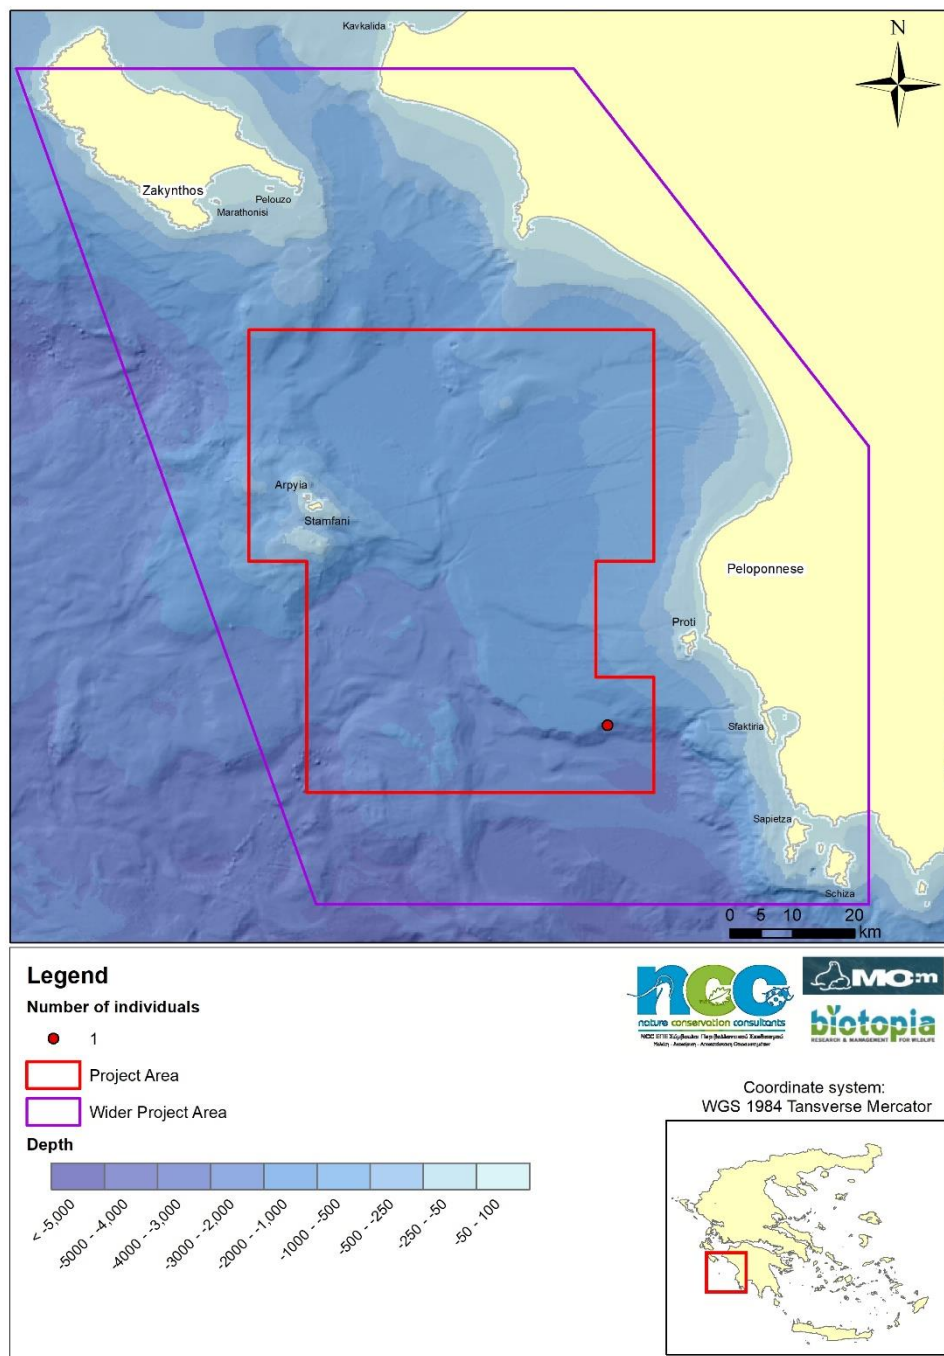 Kavkalida
N
Zakynthos
Pelouzo
Marathonisi
Arpyia
Stamfani
Peloponnese
Proti
Sfaktiria
Sapietza
Schiza
0 5 10 20
km
Legend
Number of individuals
1
Project Area
Wider Project Area
Depth
< -5,000
-5000 - -4,000
-4000 - -3,000
-3000 - -2,000
-2000 - -1,000
-1000 - -500
-500 - -250
-250 - -50
-50 - 100
ncc
nature conservation consultants
MO:m
biotopia
RESEARCH & MANAGEMENT FOR WILDLIFE
Coordinate system:
WGS 1984 Tansverse Mercator